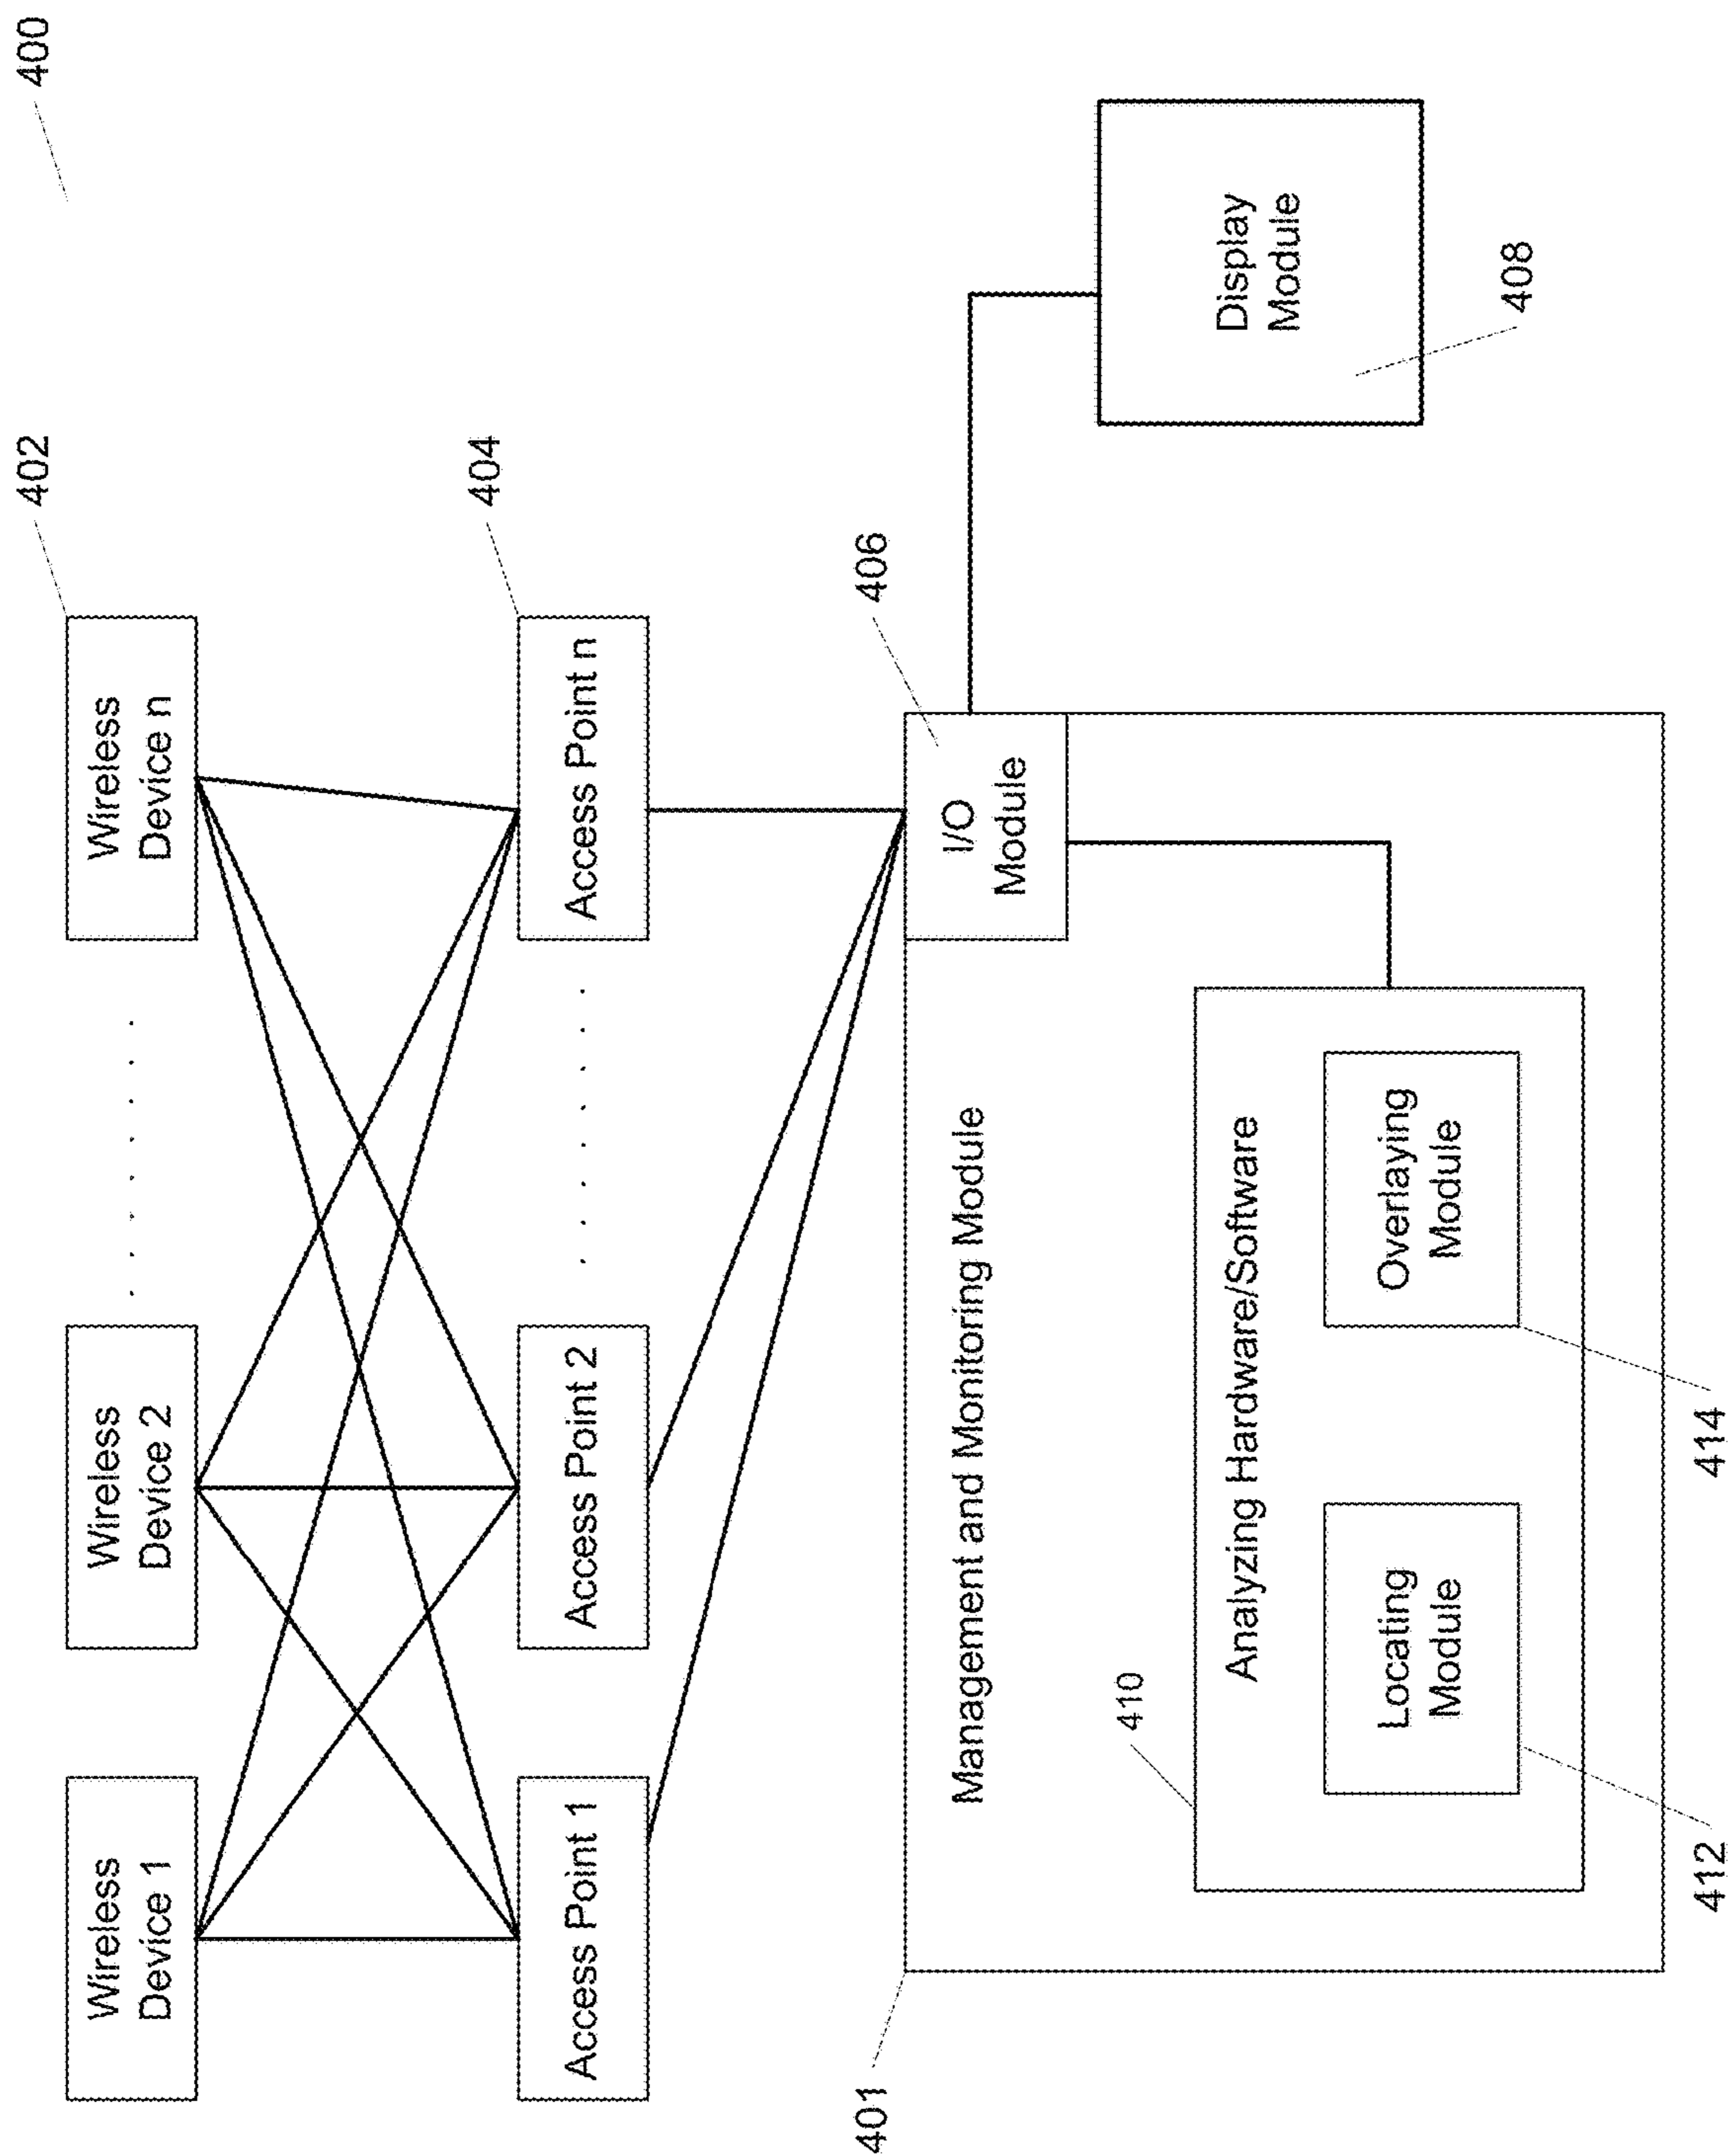 400
402
Wireless
Device 1
Wireless
Device 2
. . . . .
Wireless
Device n
404
Access Point 1
Access Point 2
. . . . . . .
Access Point n
401
406
Management and Monitoring Module
I/O
Module
410
Analyzing Hardware/Software
Locating
Module
Overlaying
Module
412
414
Display
Module
408